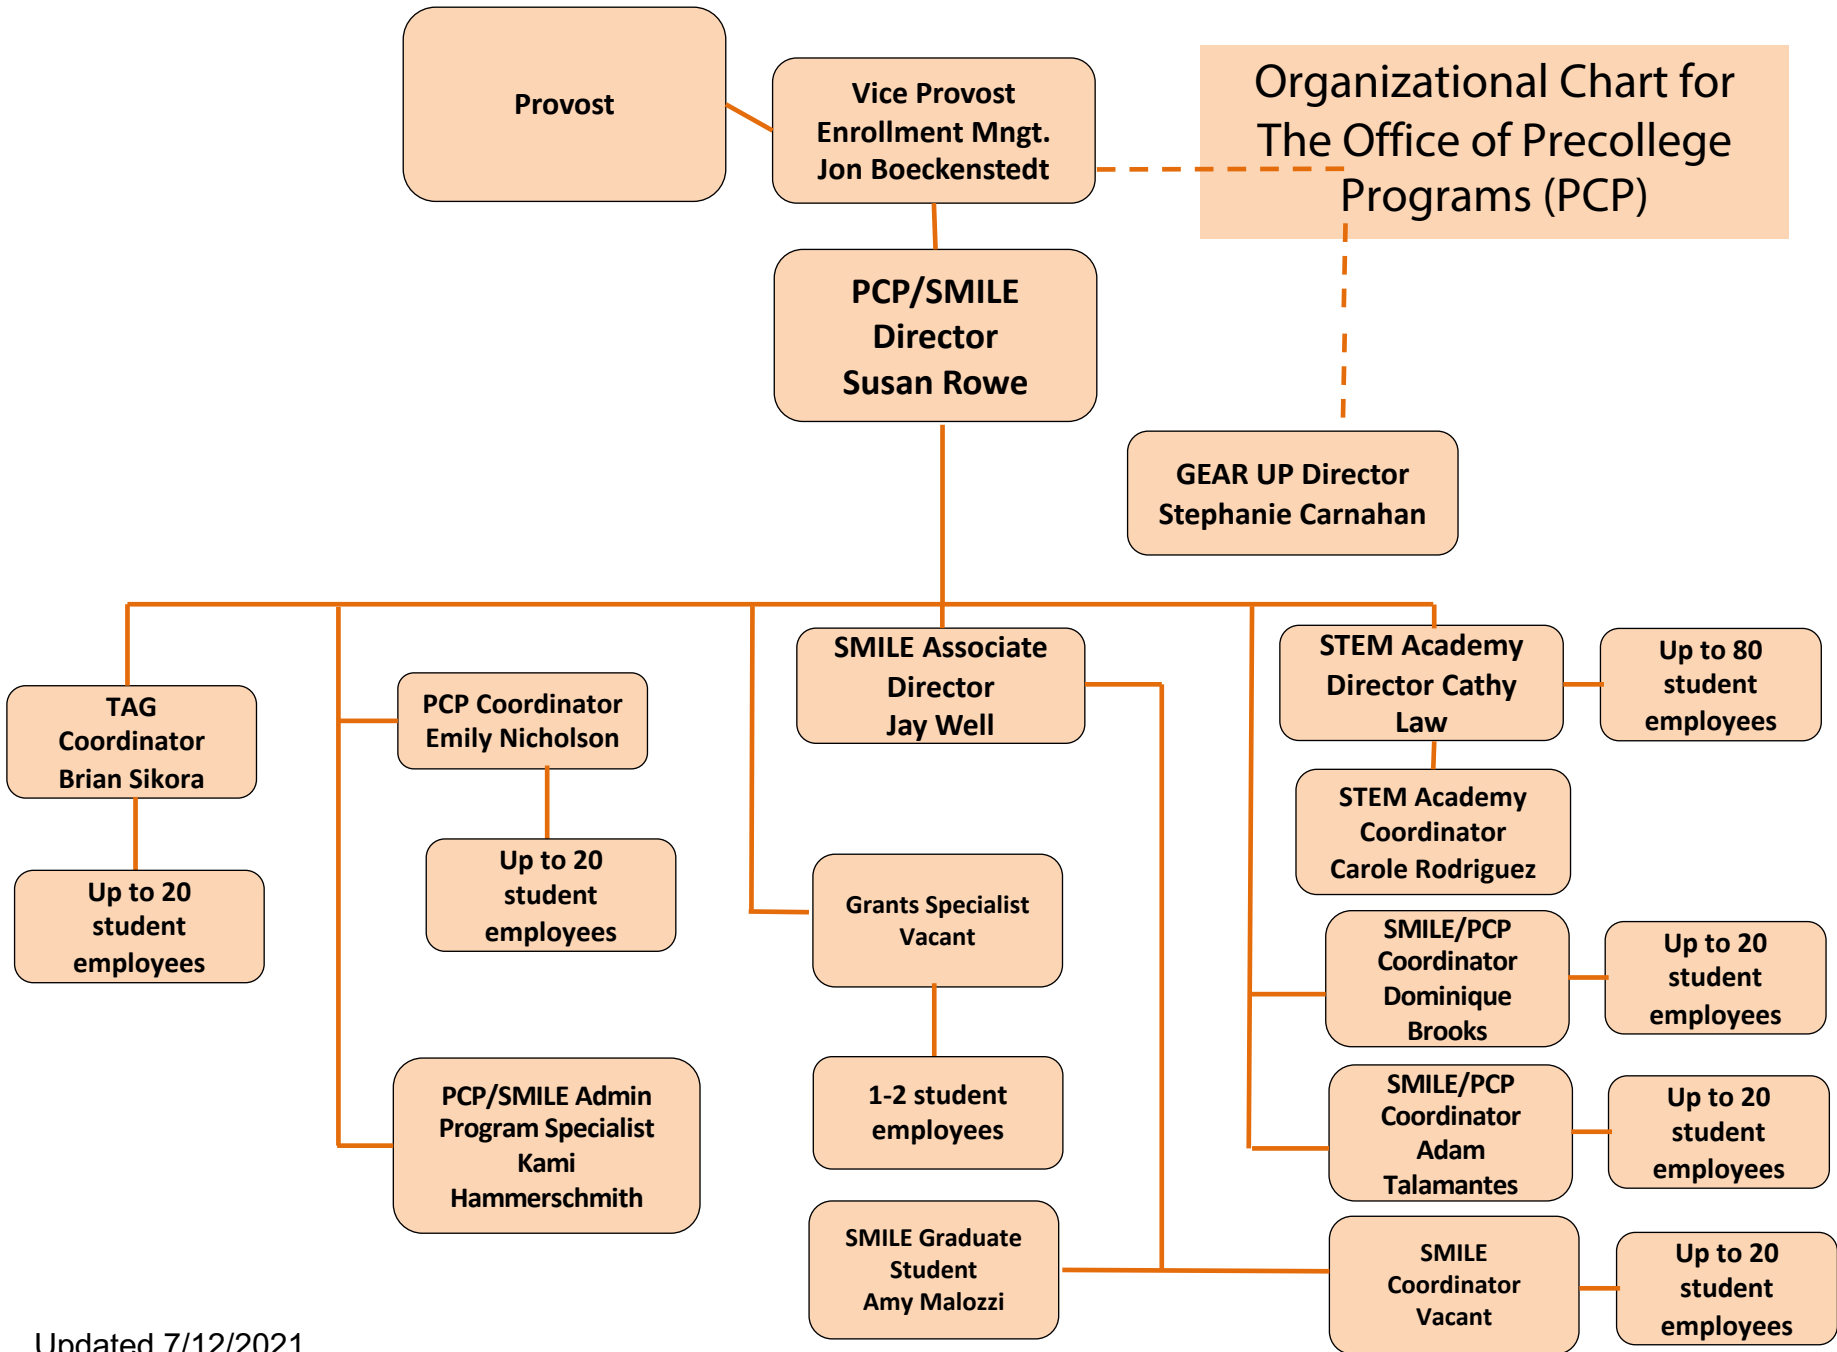 Provost
Vice Provost
Enrollment Mngt.
Jon Boeckenstedt
Organizational Chart for
The Office of Precollege
Programs (PCP)
PCP/SMILE
Director
Susan Rowe
GEAR UP Director
Stephanie Carnahan
TAG
Coordinator
Brian Sikora
Up to 20
student
employees
PCP Coordinator
Emily Nicholson
Up to 20
student
employees
PCP/SMILE Admin
Program Specialist
Kami
Hammerschmith
SMILE Associate
Director
Jay Well
Grants Specialist
Vacant
1-2 student
employees
SMILE Graduate
Student
Amy Malozzi
STEM Academy
Director Cathy
Law
Up to 80
student
employees
STEM Academy
Coordinator
Carole Rodriguez
SMILE/PCP
Coordinator
Dominique
Brooks
Up to 20
student
employees
SMILE/PCP
Coordinator
Adam
Talamantes
Up to 20
student
employees
SMILE
Coordinator
Vacant
Up to 20
student
employees
Updated 7/12/2021